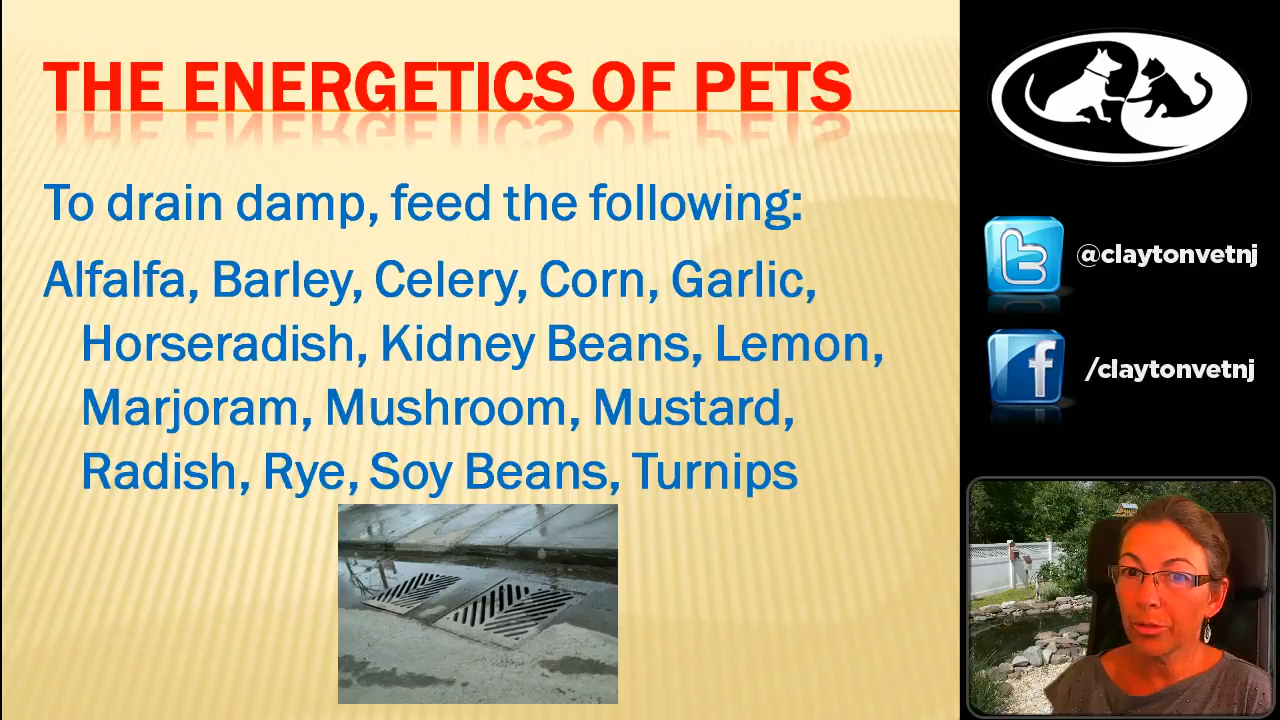 THE ENERGETICS OF PETS
To drain damp, feed the following:
Alfalfa, Barley, Celery, Corn, Garlic,
Horseradish, Kidney Beans, Lemon,
Marjoram, Mushroom, Mustard,
Radish, Rye, Soy Beans, Turnips
@claytonvetnj
/claytonvetnj